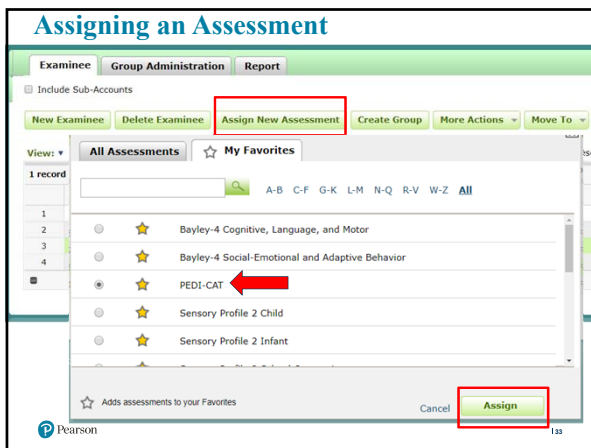 Assigning an Assessment
Examinee Group Administration Report
Include Sub-Accounts
New Examinee Delete Examinee Assign New Assessment Create Group More Actions Move To
View:
All Assessments My Favorites
1 record
A-B C-F G-K L-M N-Q R-V W-Z All
1
2 Bayley-4 Cognitive, Language, and Motor
3 Bayley-4 Social-Emotional and Adaptive Behavior
4
PEDI-CAT
Sensory Profile 2 Child
Sensory Profile 2 Infant
Adds assessments to your Favorites
Cancel Assign
Pearson 33